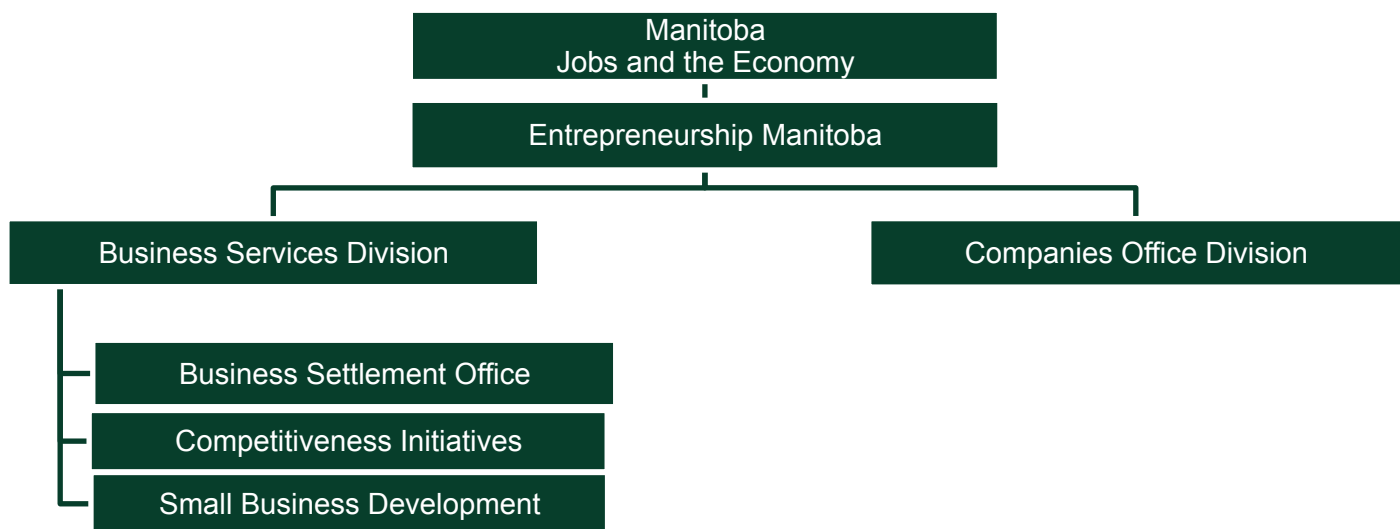 Manitoba
Jobs and the Economy
Entrepreneurship Manitoba
Business Services Division
Companies Office Division
Business Settlement Office
Competitiveness Initiatives
Small Business Development